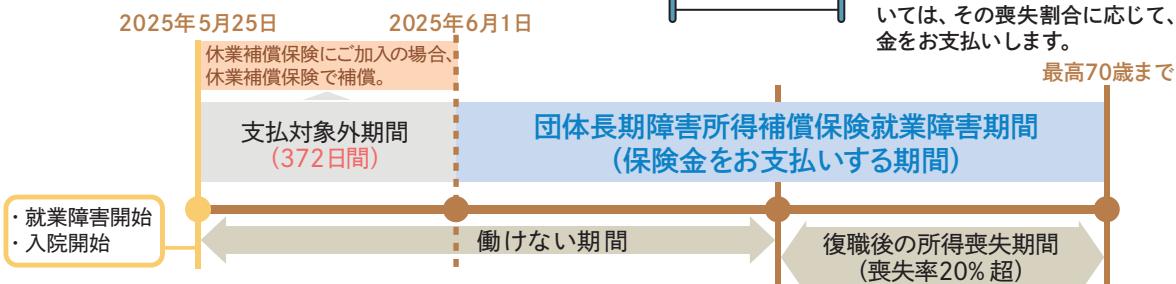 いては、その喪失割合に応じて、
金をお支払いします。
2025年5月25日
2025年6月1日
最高70歳まで
休業補償保険にご加入の場合、
休業補償保険で補償。
支払対象外期間
(372日間)
団体長期障害所得補償保険就業障害期間
(保険金をお支払いする期間)
・就業障害開始
・入院開始
働けない期間
復職後の所得喪失期間
(喪失率20%超)